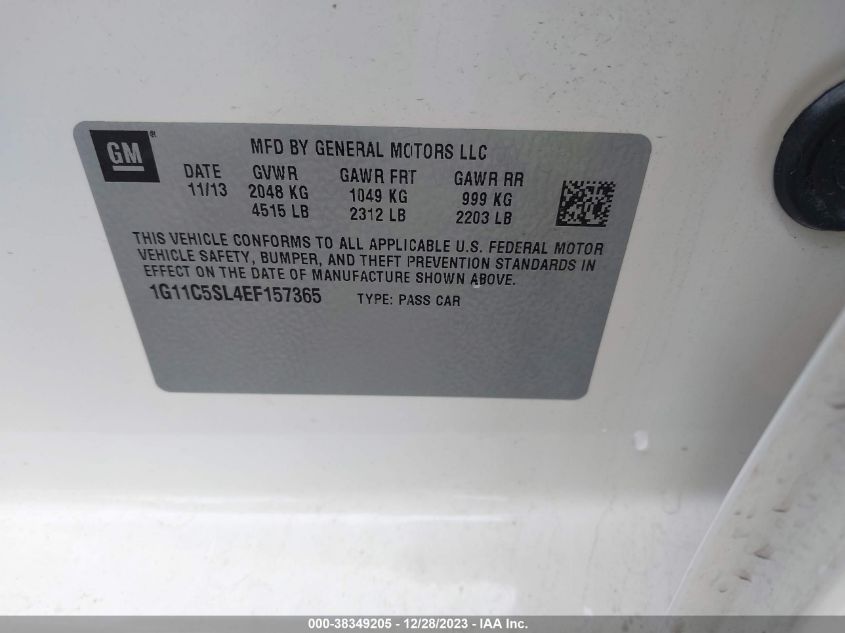 GM ®
MFD BY GENERAL MOTORS LLC
DATE GVWR GAWR FRT GAWR RR
11/13 2048 KG 1049 KG 999 KG
4515 LB 2312 LB 2203 LB
THIS VEHICLE CONFORMS TO ALL APPLICABLE U.S. FEDERAL MOTOR
VEHICLE SAFETY, BUMPER, AND THEFT PREVENTION STANDARDS IN
EFFECT ON THE DATE OF MANUFACTURE SHOWN ABOVE.
1G11C5SL4EF157365 TYPE: PASS CAR
000-38349205 - 12/28/2023 - IAA Inc.